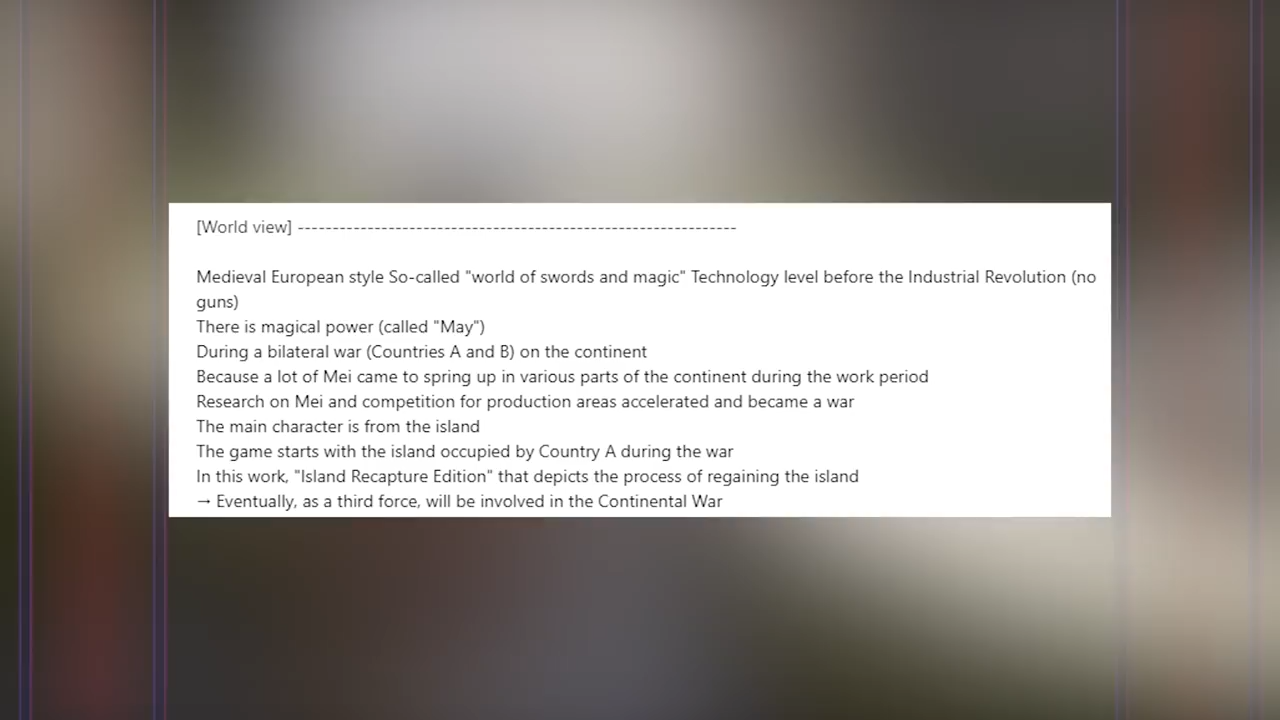 [World view] ---------------------------------------------------------------
Medieval European style So-called "world of swords and magic" Technology level before the Industrial Revolution (no
guns)
There is magical power (called "May")
During a bilateral war (Countries A and B) on the continent
Because a lot of Mei came to spring up in various parts of the continent during the work period
Research on Mei and competition for production areas accelerated and became a war
The main character is from the island
The game starts with the island occupied by Country A during the war
In this work, "Island Recapture Edition" that depicts the process of regaining the island
→ Eventually, as a third force, will be involved in the Continental War